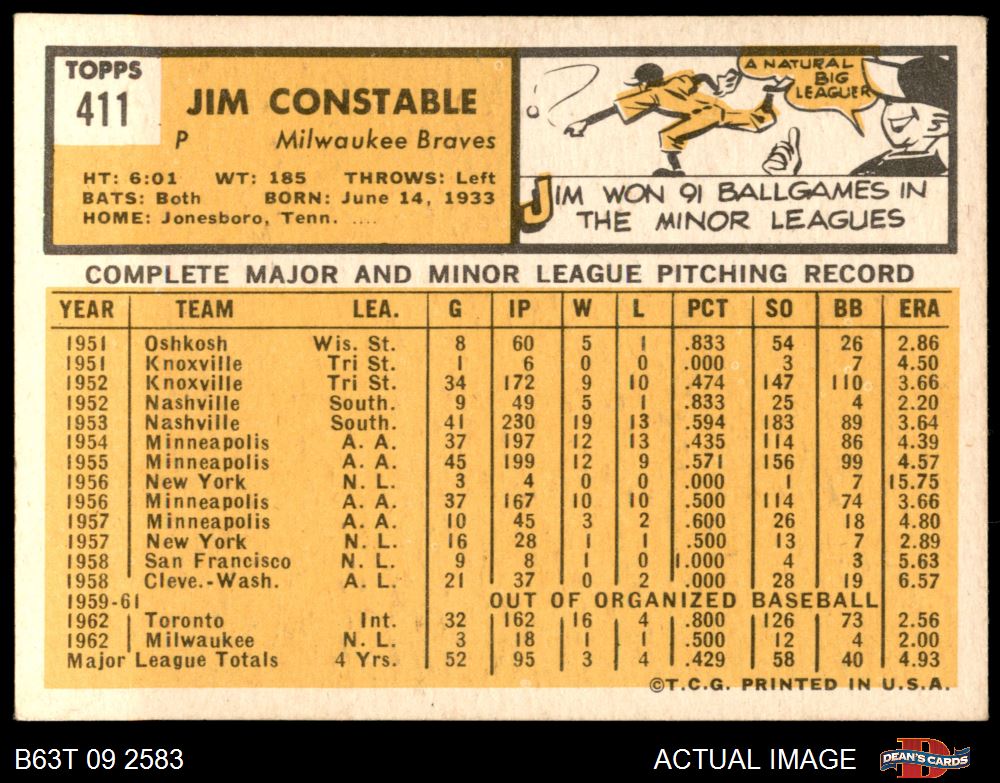 TOPPS
411
JIM CONSTABLE
P Milwaukee Braves
HT: 6:01 WT: 185 THROWS: Left
BATS: Both BORN: June 14, 1933
HOME: Jonesboro, Tenn. ....
A NATURAL
BIG
LEAGUER
JIM WON 91 BALLGAMES IN
THE MINOR LEAGUES
COMPLETE MAJOR AND MINOR LEAGUE PITCHING RECORD
YEAR TEAM LEA. G IP W L PCT SO BB ERA
1951 Oshkosh Wis. St. 8 60 5 1 .833 54 26 2.86
1951 Knoxville Tri St. 1 6 0 0 .000 3 7 4.50
1952 Knoxville Tri St. 34 172 9 10 .474 147 110 3.66
1952 Nashville South. 9 49 5 1 .833 25 4 2.20
1953 Nashville South. 41 230 19 13 .594 183 89 3.64
1954 Minneapolis A. A. 37 197 12 13 .435 114 86 4.39
1955 Minneapolis A. A. 45 199 12 9 .571 156 99 4.57
1956 New York N. L. 3 4 0 0 .000 1 7 15.75
1956 Minneapolis A. A. 37 167 10 10 .500 114 74 3.66
1957 Minneapolis A. A. 10 45 3 2 .600 26 18 4.80
1957 New York N. L. 16 28 1 1 .500 13 7 2.89
1958 San Francisco N. L. 9 8 1 0 1.000 4 3 5.63
1958 Cleve.-Wash. A. L. 21 37 0 2 .000 28 19 6.57
1959-61 OUT OF ORGANIZED BASEBALL
1962 Toronto Int. 32 162 16 4 .800 126 73 2.56
1962 Milwaukee N. L. 3 18 1 1 .500 12 4 2.00
Major League Totals 4 Yrs. 52 95 3 4 .429 58 40 4.93
©T.C.G. PRINTED IN U.S.A.
B63T 09 2583 ACTUAL IMAGE DEAN'S CARDS